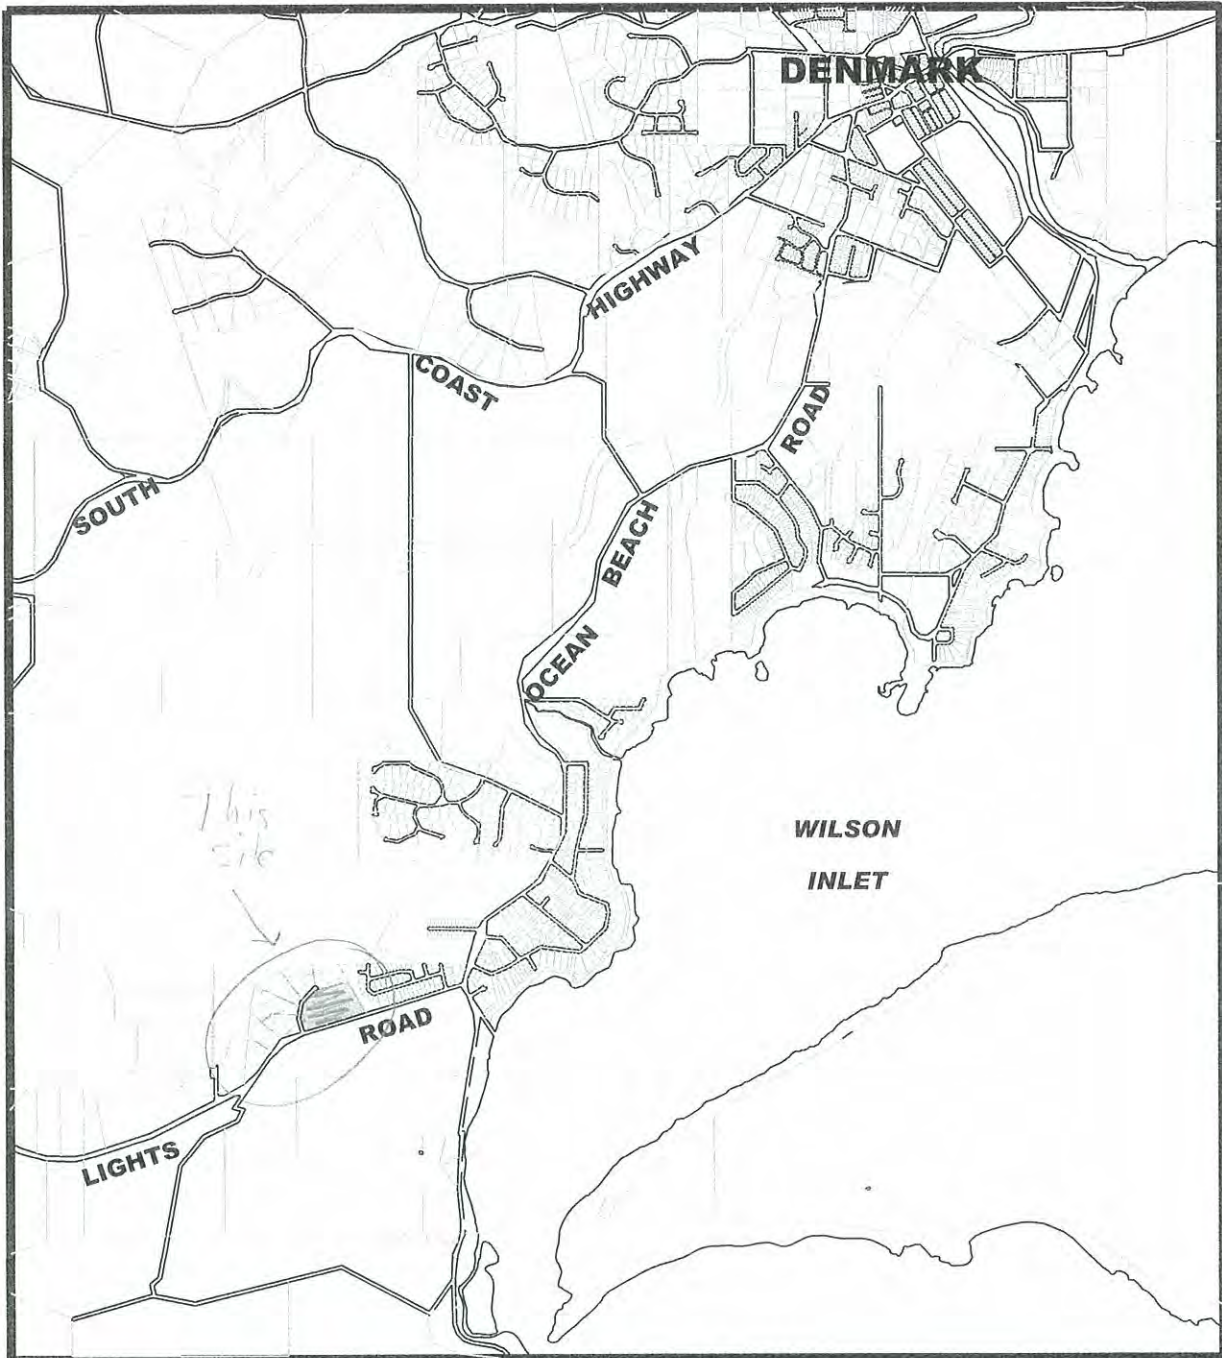 DENMARK
HIGHWAY
COAST
ROAD
SOUTH
BEACH
OCEAN
WILSON
INLET
This
Site
ROAD
LIGHTS